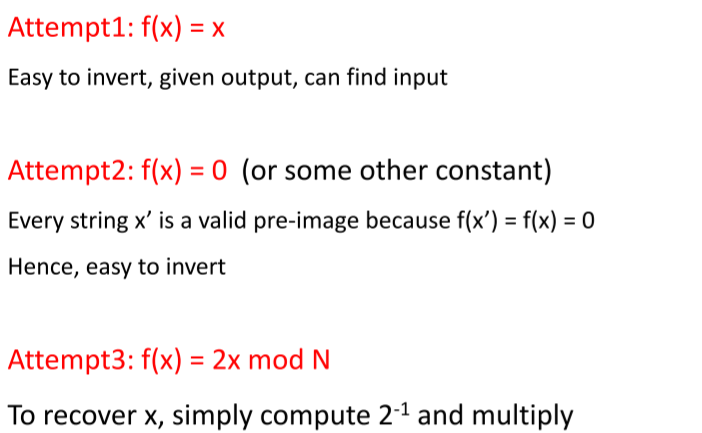 Attempt1: f(x) = x
Easy to invert, given output, can find input
Attempt2: f(x) = 0 (or some other constant)
Every string x’ is a valid pre-image because f(x’) = f(x) = 0
Hence, easy to invert
Attempt3: f(x) = 2x mod N
To recover x, simply compute 2⁻¹ and multiply